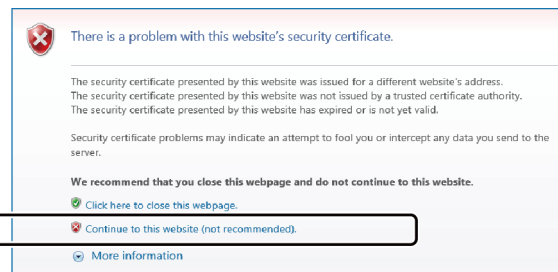 There is a problem with this website's security certificate.
The security certificate presented by this website was issued for a different website's address.
The security certificate presented by this website was not issued by a trusted certificate authority.
The security certificate presented by this website has expired or is not yet valid.
Security certificate problems may indicate an attempt to fool you or intercept any data you send to the
server.
We recommend that you close this webpage and do not continue to this website.
Click here to close this webpage.
Continue to this website (not recommended).
More information